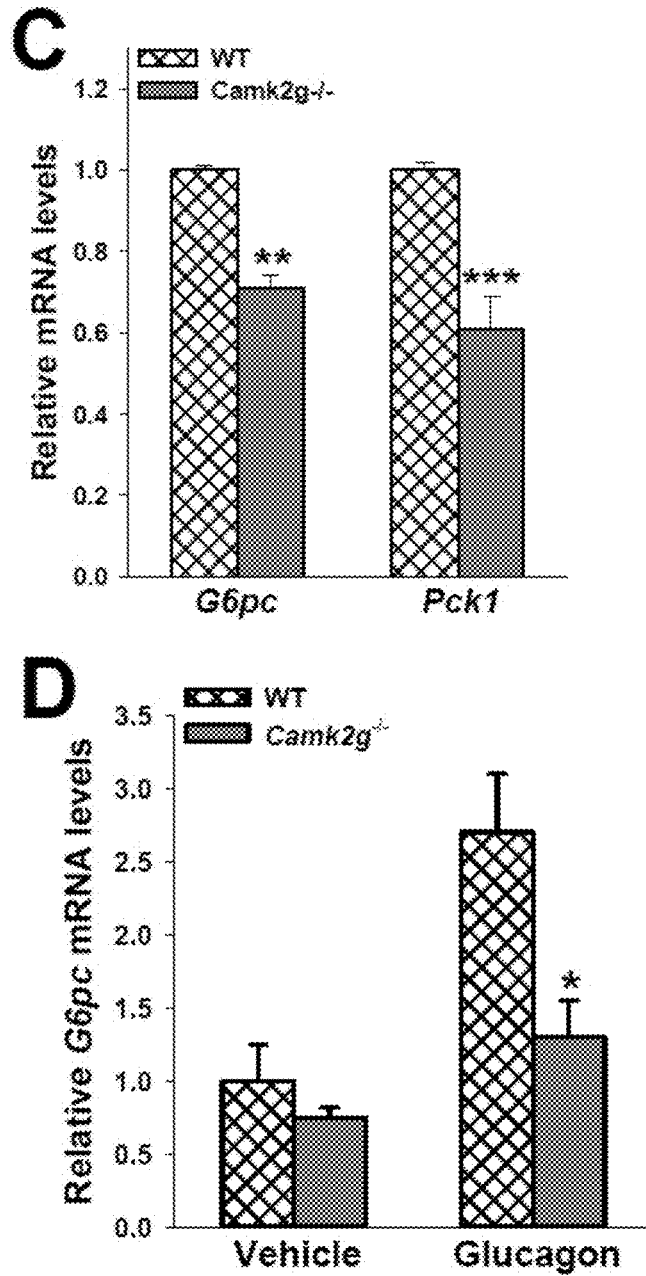 C
WT
Camk2g-/-
Relative mRNA levels
1.2
1.0
0.8
0.6
0.4
0.2
0.0
**
***
G6pc
Pck1
D
WT
Camk2g-/-
Relative G6pc mRNA levels
3.5
3.0
2.5
2.0
1.5
1.0
0.5
0.0
*
Vehicle
Glucagon